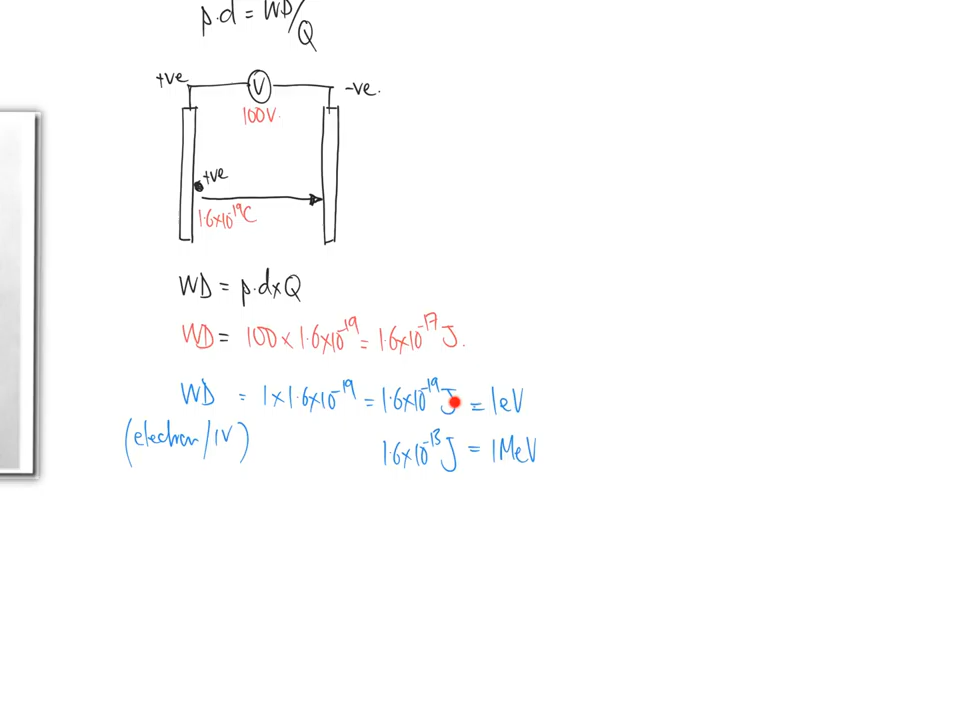 p.d = WD/Q
+ve
V
-ve.
100V.
+ve
1.6×10⁻¹⁹C
WD = p.d×Q
WD = 100 × 1.6×10⁻¹⁹ = 1.6×10⁻¹⁷ J.
WD = 1 × 1.6×10⁻¹⁹ = 1.6×10⁻¹⁹ J = 1eV
(electron/1V)
1.6×10⁻¹³ J = 1MeV